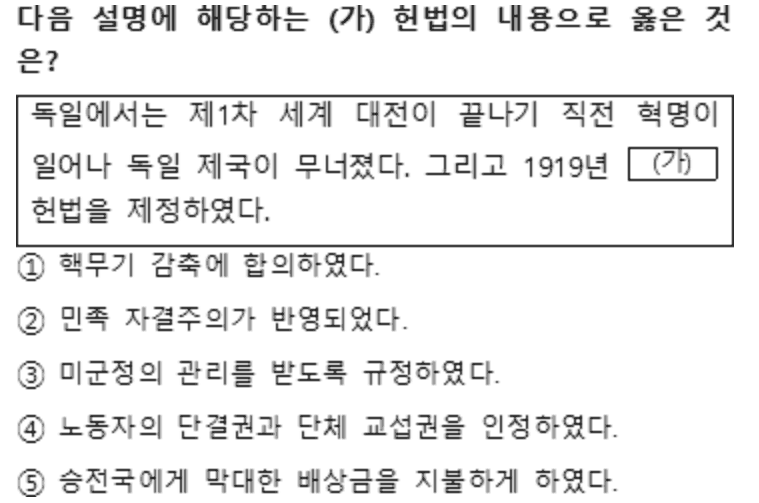 다음 설명에 해당하는 (가) 헌법의 내용으로 옳은 것
은?
독일에서는 제1차 세계 대전이 끝나기 직전 혁명이
일어나 독일 제국이 무너졌다. 그리고 1919년 (가)
헌법을 제정하였다.
① 핵무기 감축에 합의하였다.
② 민족 자결주의가 반영되었다.
③ 미군정의 관리를 받도록 규정하였다.
④ 노동자의 단결권과 단체 교섭권을 인정하였다.
⑤ 승전국에게 막대한 배상금을 지불하게 하였다.